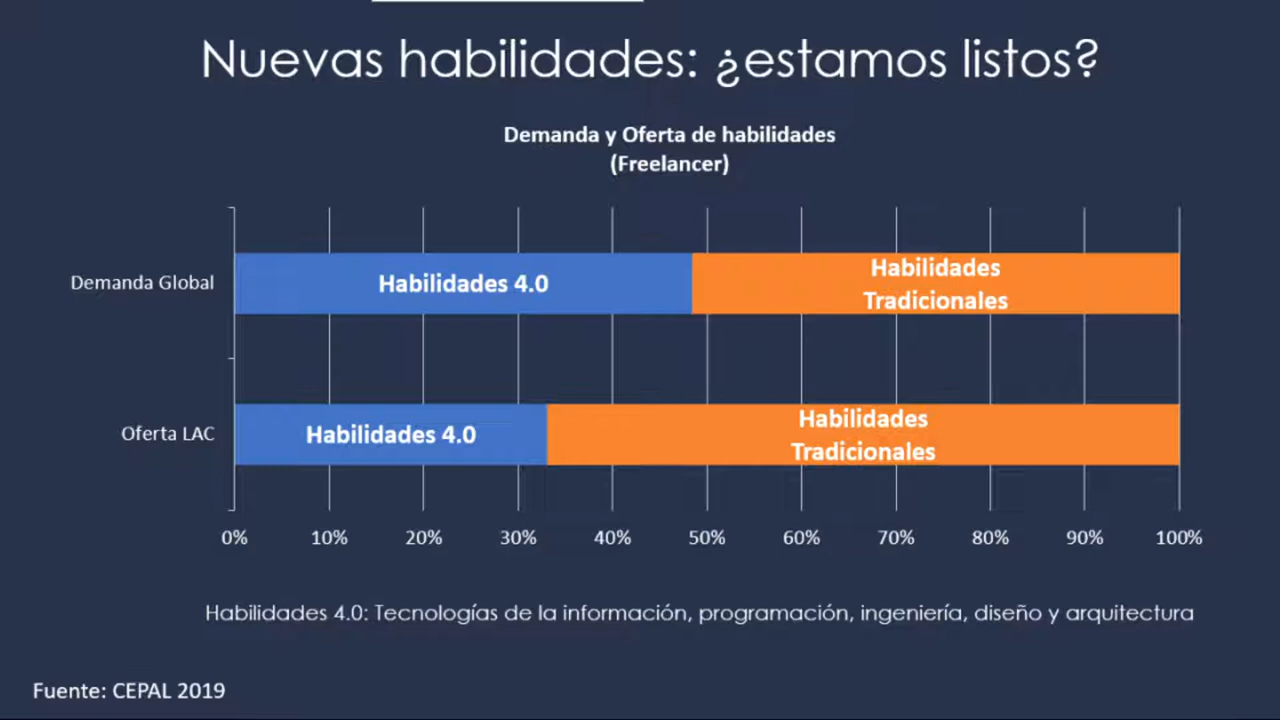 Nuevas habilidades: ¿estamos listos?
Demanda y Oferta de habilidades
(Freelancer)
Demanda Global
Habilidades 4.0
Habilidades
Tradicionales
Oferta LAC
Habilidades 4.0
Habilidades
Tradicionales
0% 10% 20% 30% 40% 50% 60% 70% 80% 90% 100%
Habilidades 4.0: Tecnologías de la información, programación, ingeniería, diseño y arquitectura
Fuente: CEPAL 2019